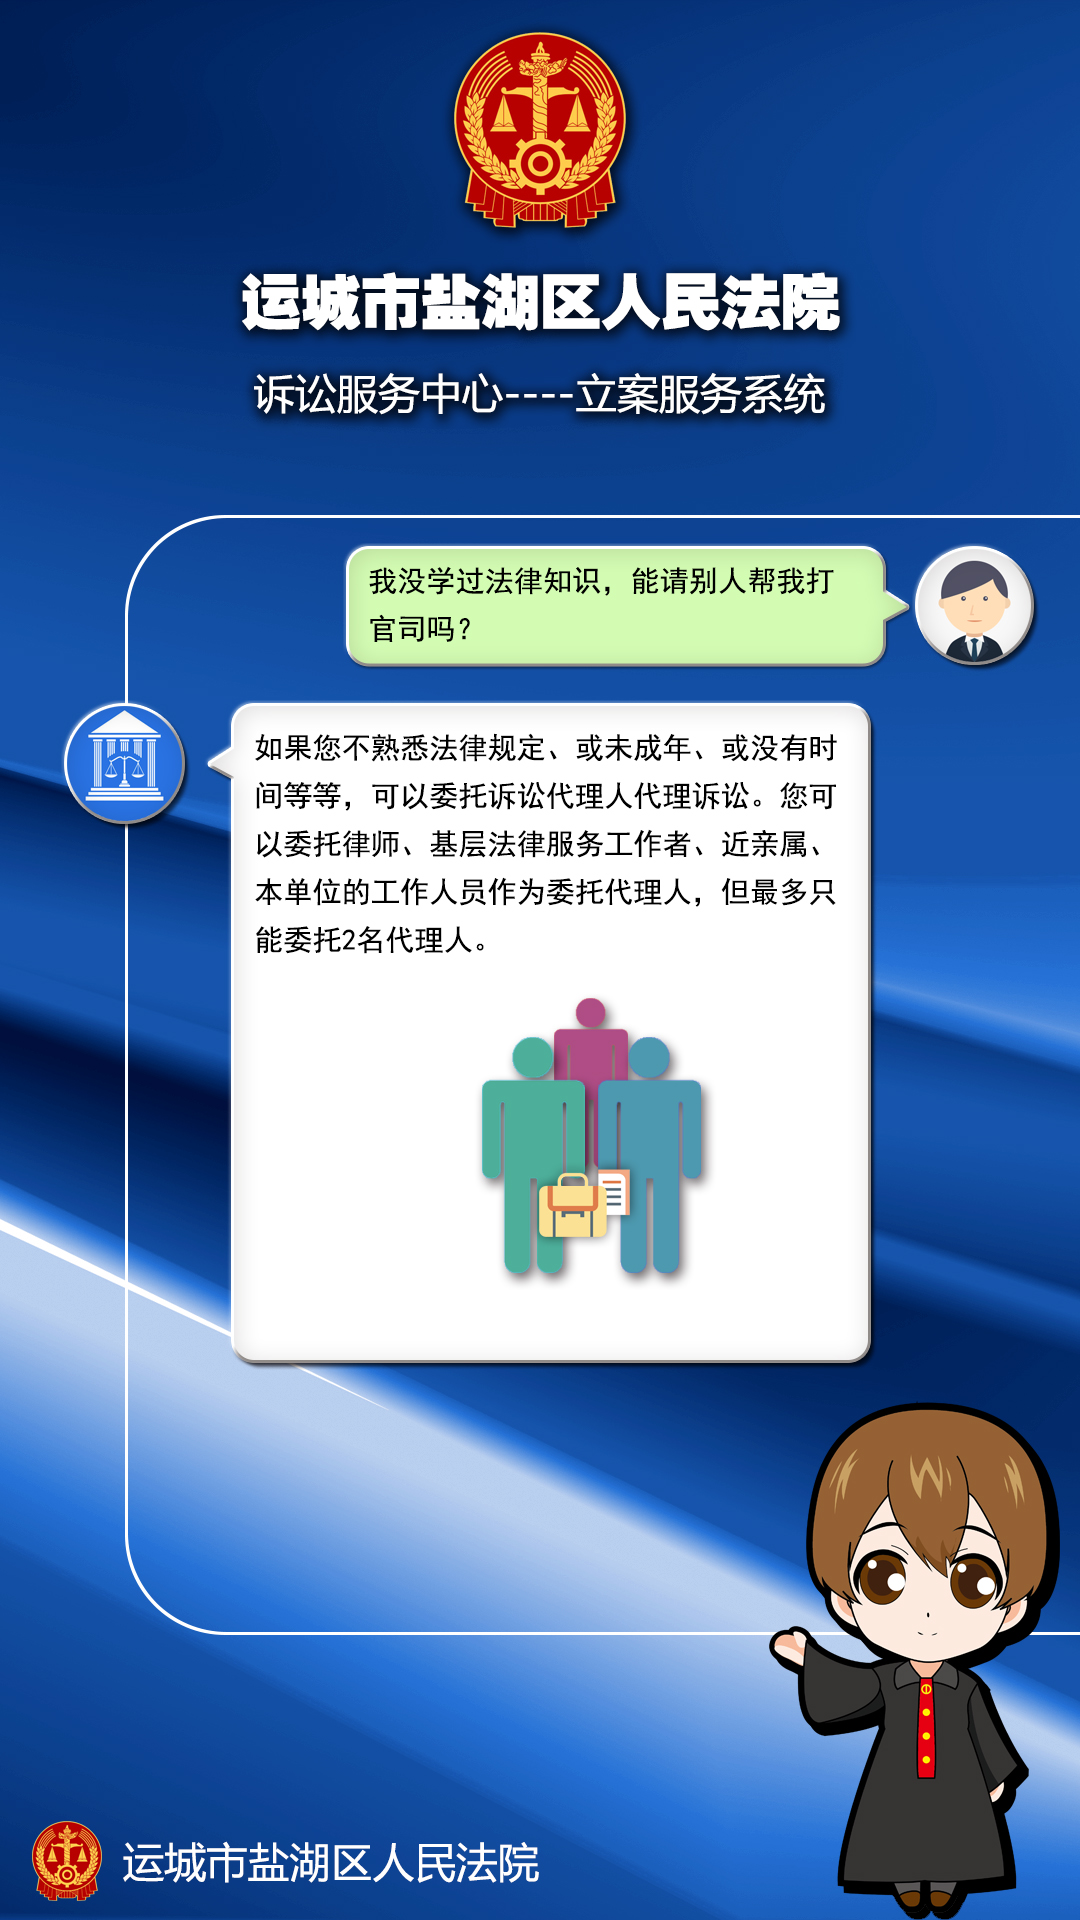 运城市盐湖区人民法院
诉讼服务中心----立案服务系统
我没学过法律知识，能请别人帮我打
官司吗？
如果您不熟悉法律规定、或未成年、或没有时
间等等，可以委托诉讼代理人代理诉讼。您可
以委托律师、基层法律服务工作者、近亲属、
本单位的工作人员作为委托代理人，但最多只
能委托2名代理人。
运城市盐湖区人民法院